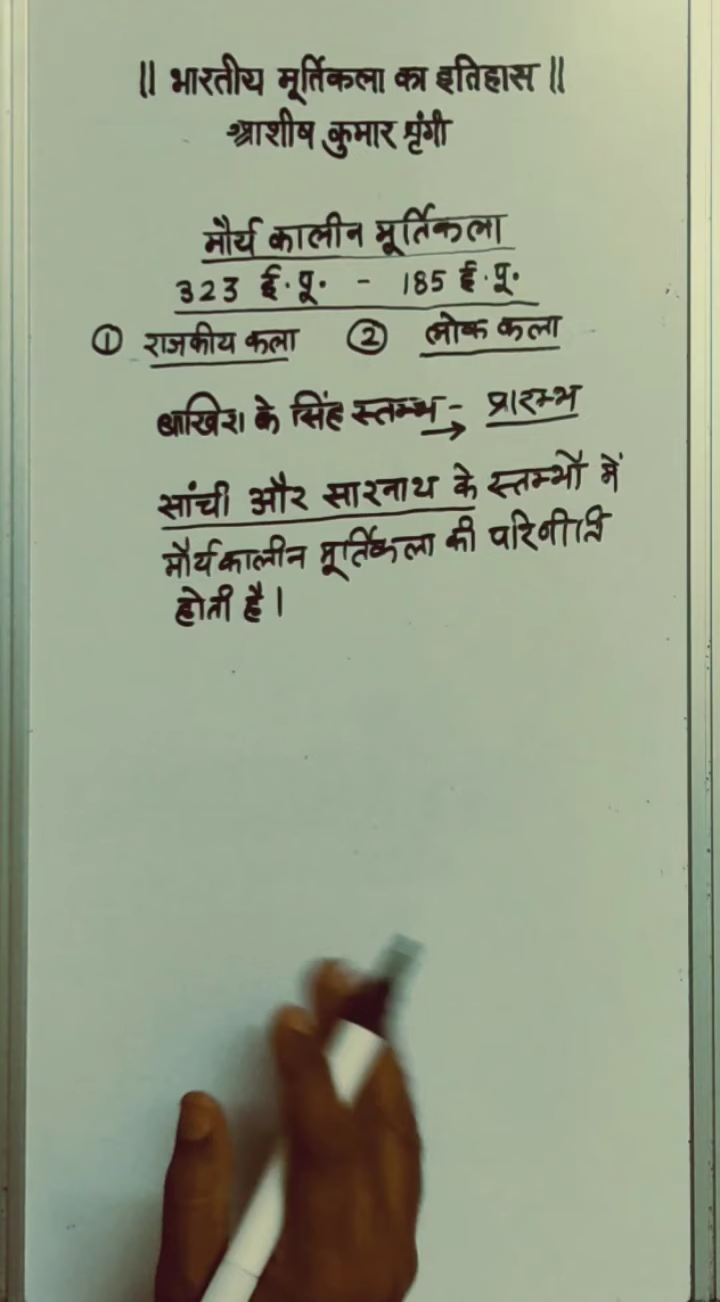 || भारतीय मूर्तिकला का इतिहास ||
आशीष कुमार शृंगी
मौर्य कालीन मूर्तिकला
323 ई.पू. - 185 ई.पू.
① राजकीय कला ② लोक कला
बाखिरा के सिंह स्तम्भ - → प्रारम्भ
सांची और सारनाथ के स्तम्भों में
मौर्यकालीन मूर्तिकला की परिणीति
होती है।